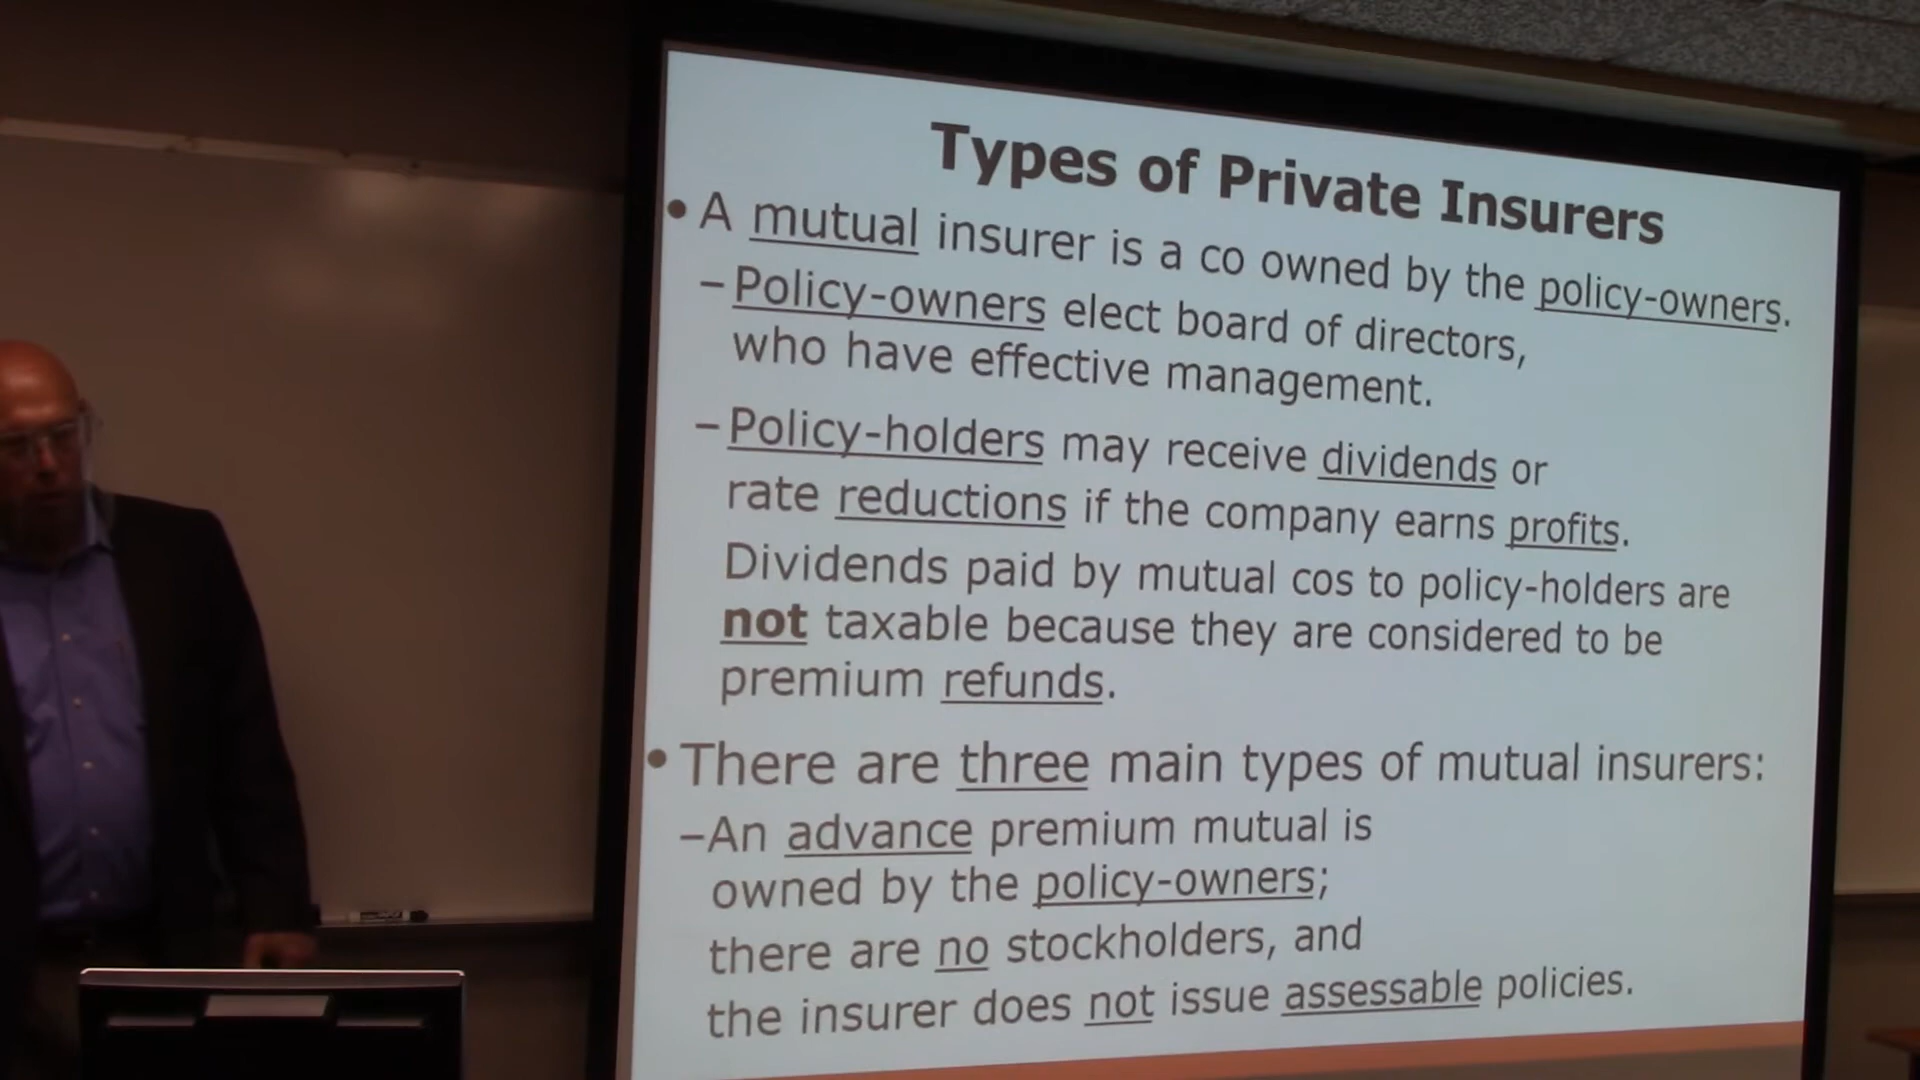 Types of Private Insurers
• A mutual insurer is a co owned by the policy-owners.
– Policy-owners elect board of directors,
who have effective management.
– Policy-holders may receive dividends or
rate reductions if the company earns profits.
Dividends paid by mutual cos to policy-holders are
not taxable because they are considered to be
premium refunds.
• There are three main types of mutual insurers:
–An advance premium mutual is
owned by the policy-owners;
there are no stockholders, and
the insurer does not issue assessable policies.